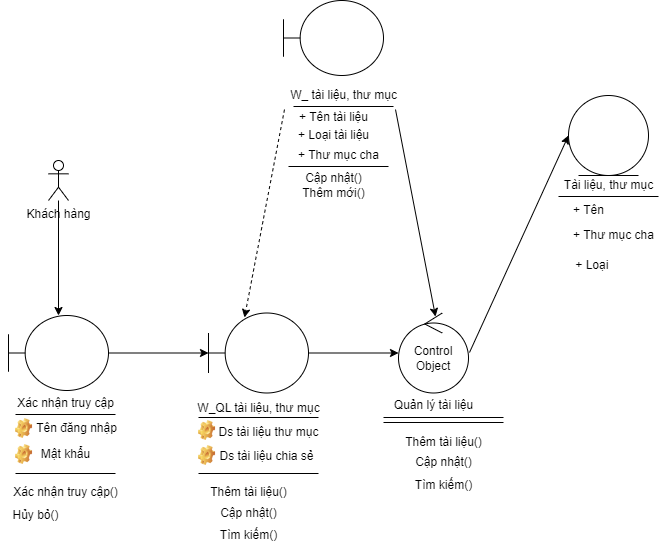 W_ tài liệu, thư mục
+ Tên tài liệu
+ Loại tài liệu
+ Thư mục cha
Cập nhật()
Thêm mới()
Tài liệu, thư mục
+ Tên
+ Thư mục cha
+ Loại
Khách hàng
Xác nhận truy cập
Tên đăng nhập
Mật khẩu
Xác nhận truy cập()
Hủy bỏ()
W_QL tài liệu, thư mục
Ds tài liệu thư mục
Ds tài liệu chia sẻ
Thêm tài liệu()
Cập nhật()
Tìm kiếm()
Control
Object
Quản lý tài liệu
Thêm tài liệu()
Cập nhật()
Tìm kiếm()